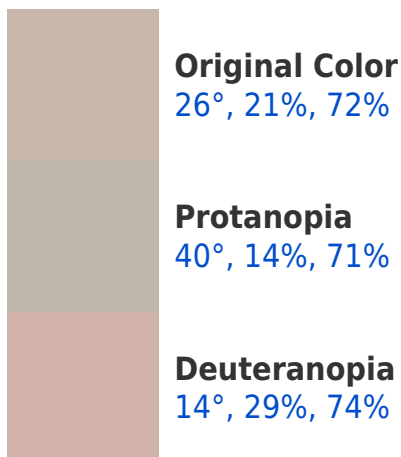 Original Color
26°, 21%, 72%
Protanopia
40°, 14%, 71%
Deuteranopia
14°, 29%, 74%